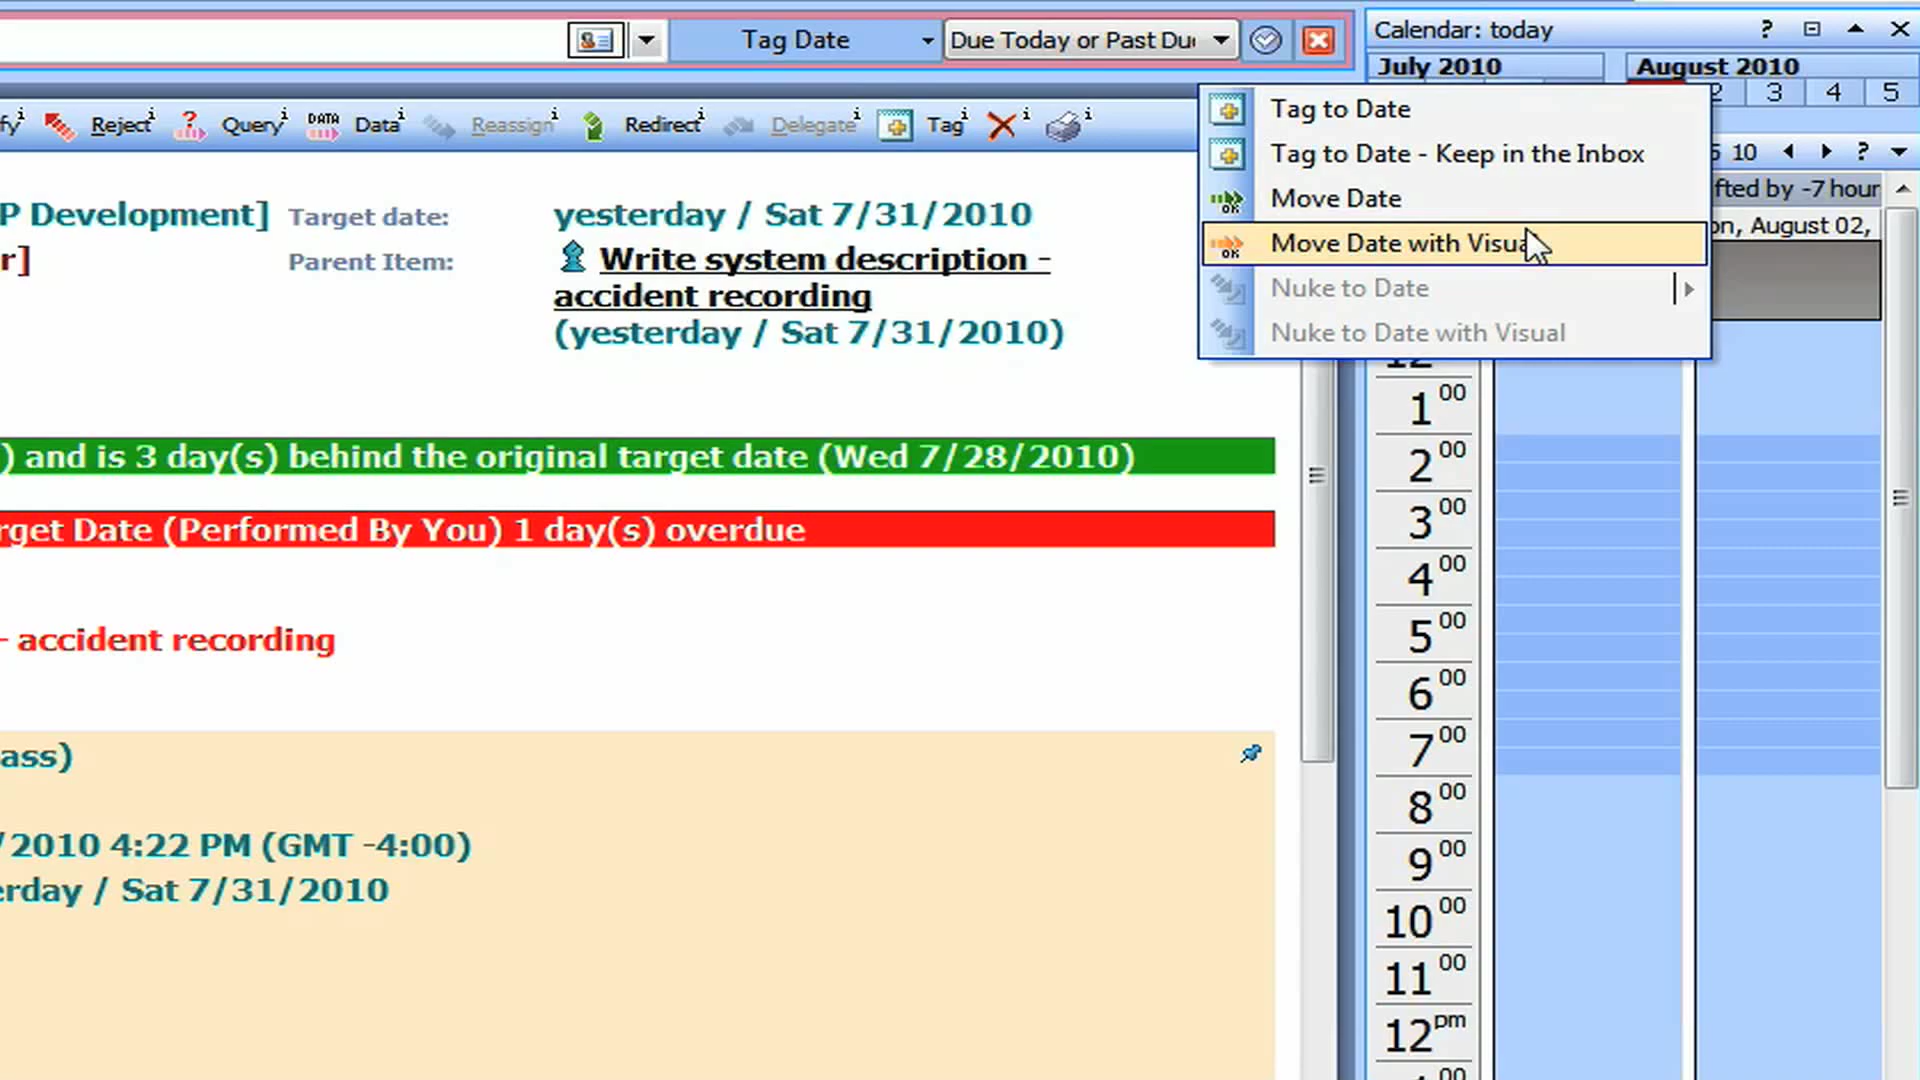 Tag Date
Due Today or Past Du
Calendar: today
July 2010
August 2010
2 3 4 5
fy Reject Query DATA Data Reassign Redirect Delegate Tag
Tag to Date
Tag to Date - Keep in the Inbox
Move Date
OK
Move Date with Visua
OK
Nuke to Date
Nuke to Date with Visual
10
fted by -7 hour
on, August 02,
P Development]
Target date:
yesterday / Sat 7/31/2010
r]
Parent Item:
Write system description -
accident recording
(yesterday / Sat 7/31/2010)
) and is 3 day(s) behind the original target date (Wed 7/28/2010)
rget Date (Performed By You) 1 day(s) overdue
- accident recording
ass)
/2010 4:22 PM (GMT -4:00)
erday / Sat 7/31/2010
12
1 00
2 00
3 00
4 00
5 00
6 00
7 00
8 00
9 00
10 00
11 00
12 pm
00